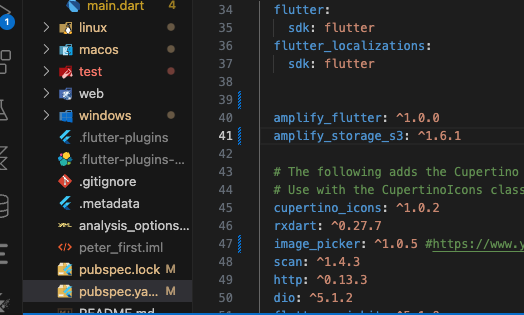 main.dart 4
linux
macos
test
web
windows
.flutter-plugins
.flutter-plugins-...
.gitignore
.metadata
analysis_options...
peter_first.iml
pubspec.lock M
pubspec.ya... M
README.md
1
34 flutter:
35 sdk: flutter
36 flutter_localizations:
37 sdk: flutter
38
39
40 amplify_flutter: ^1.0.0
41 amplify_storage_s3: ^1.6.1
42
43 # The following adds the Cupertino
44 # Use with the CupertinoIcons class
45 cupertino_icons: ^1.0.2
46 rxdart: ^0.27.7
47 image_picker: ^1.0.5 #https://www.y
48 scan: ^1.4.3
49 http: ^0.13.3
50 dio: ^5.1.2
51